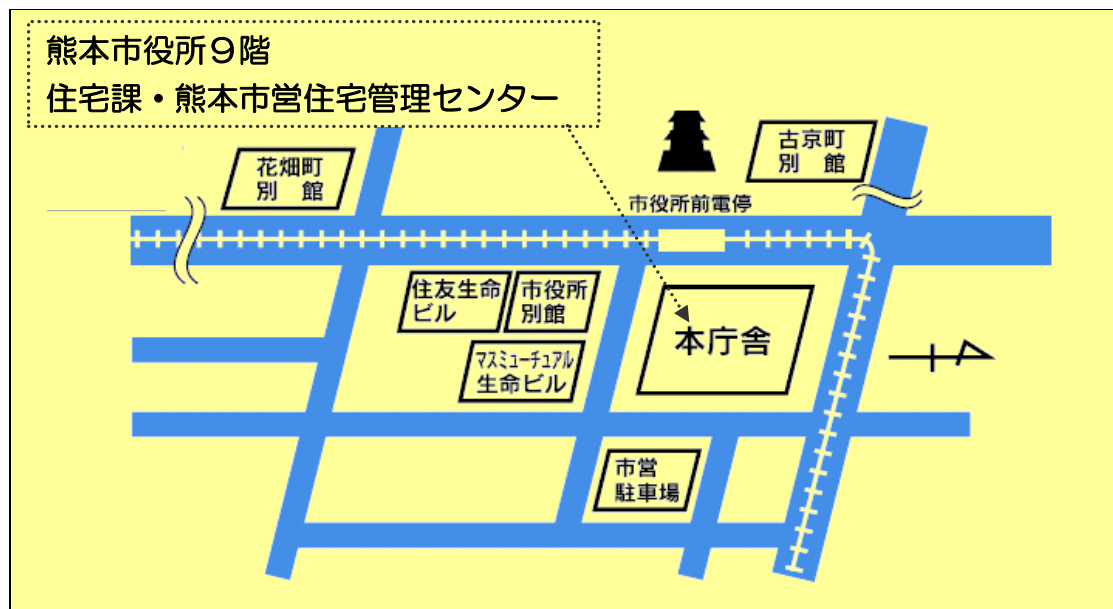 熊本市役所９階
住宅課・熊本市営住宅管理センター
花畑町
別　館
古京町
別　館
市役所前電停
住友生命
ビル
市役所
別館
本庁舎
マスミューチュアル
生命ビル
市営
駐車場